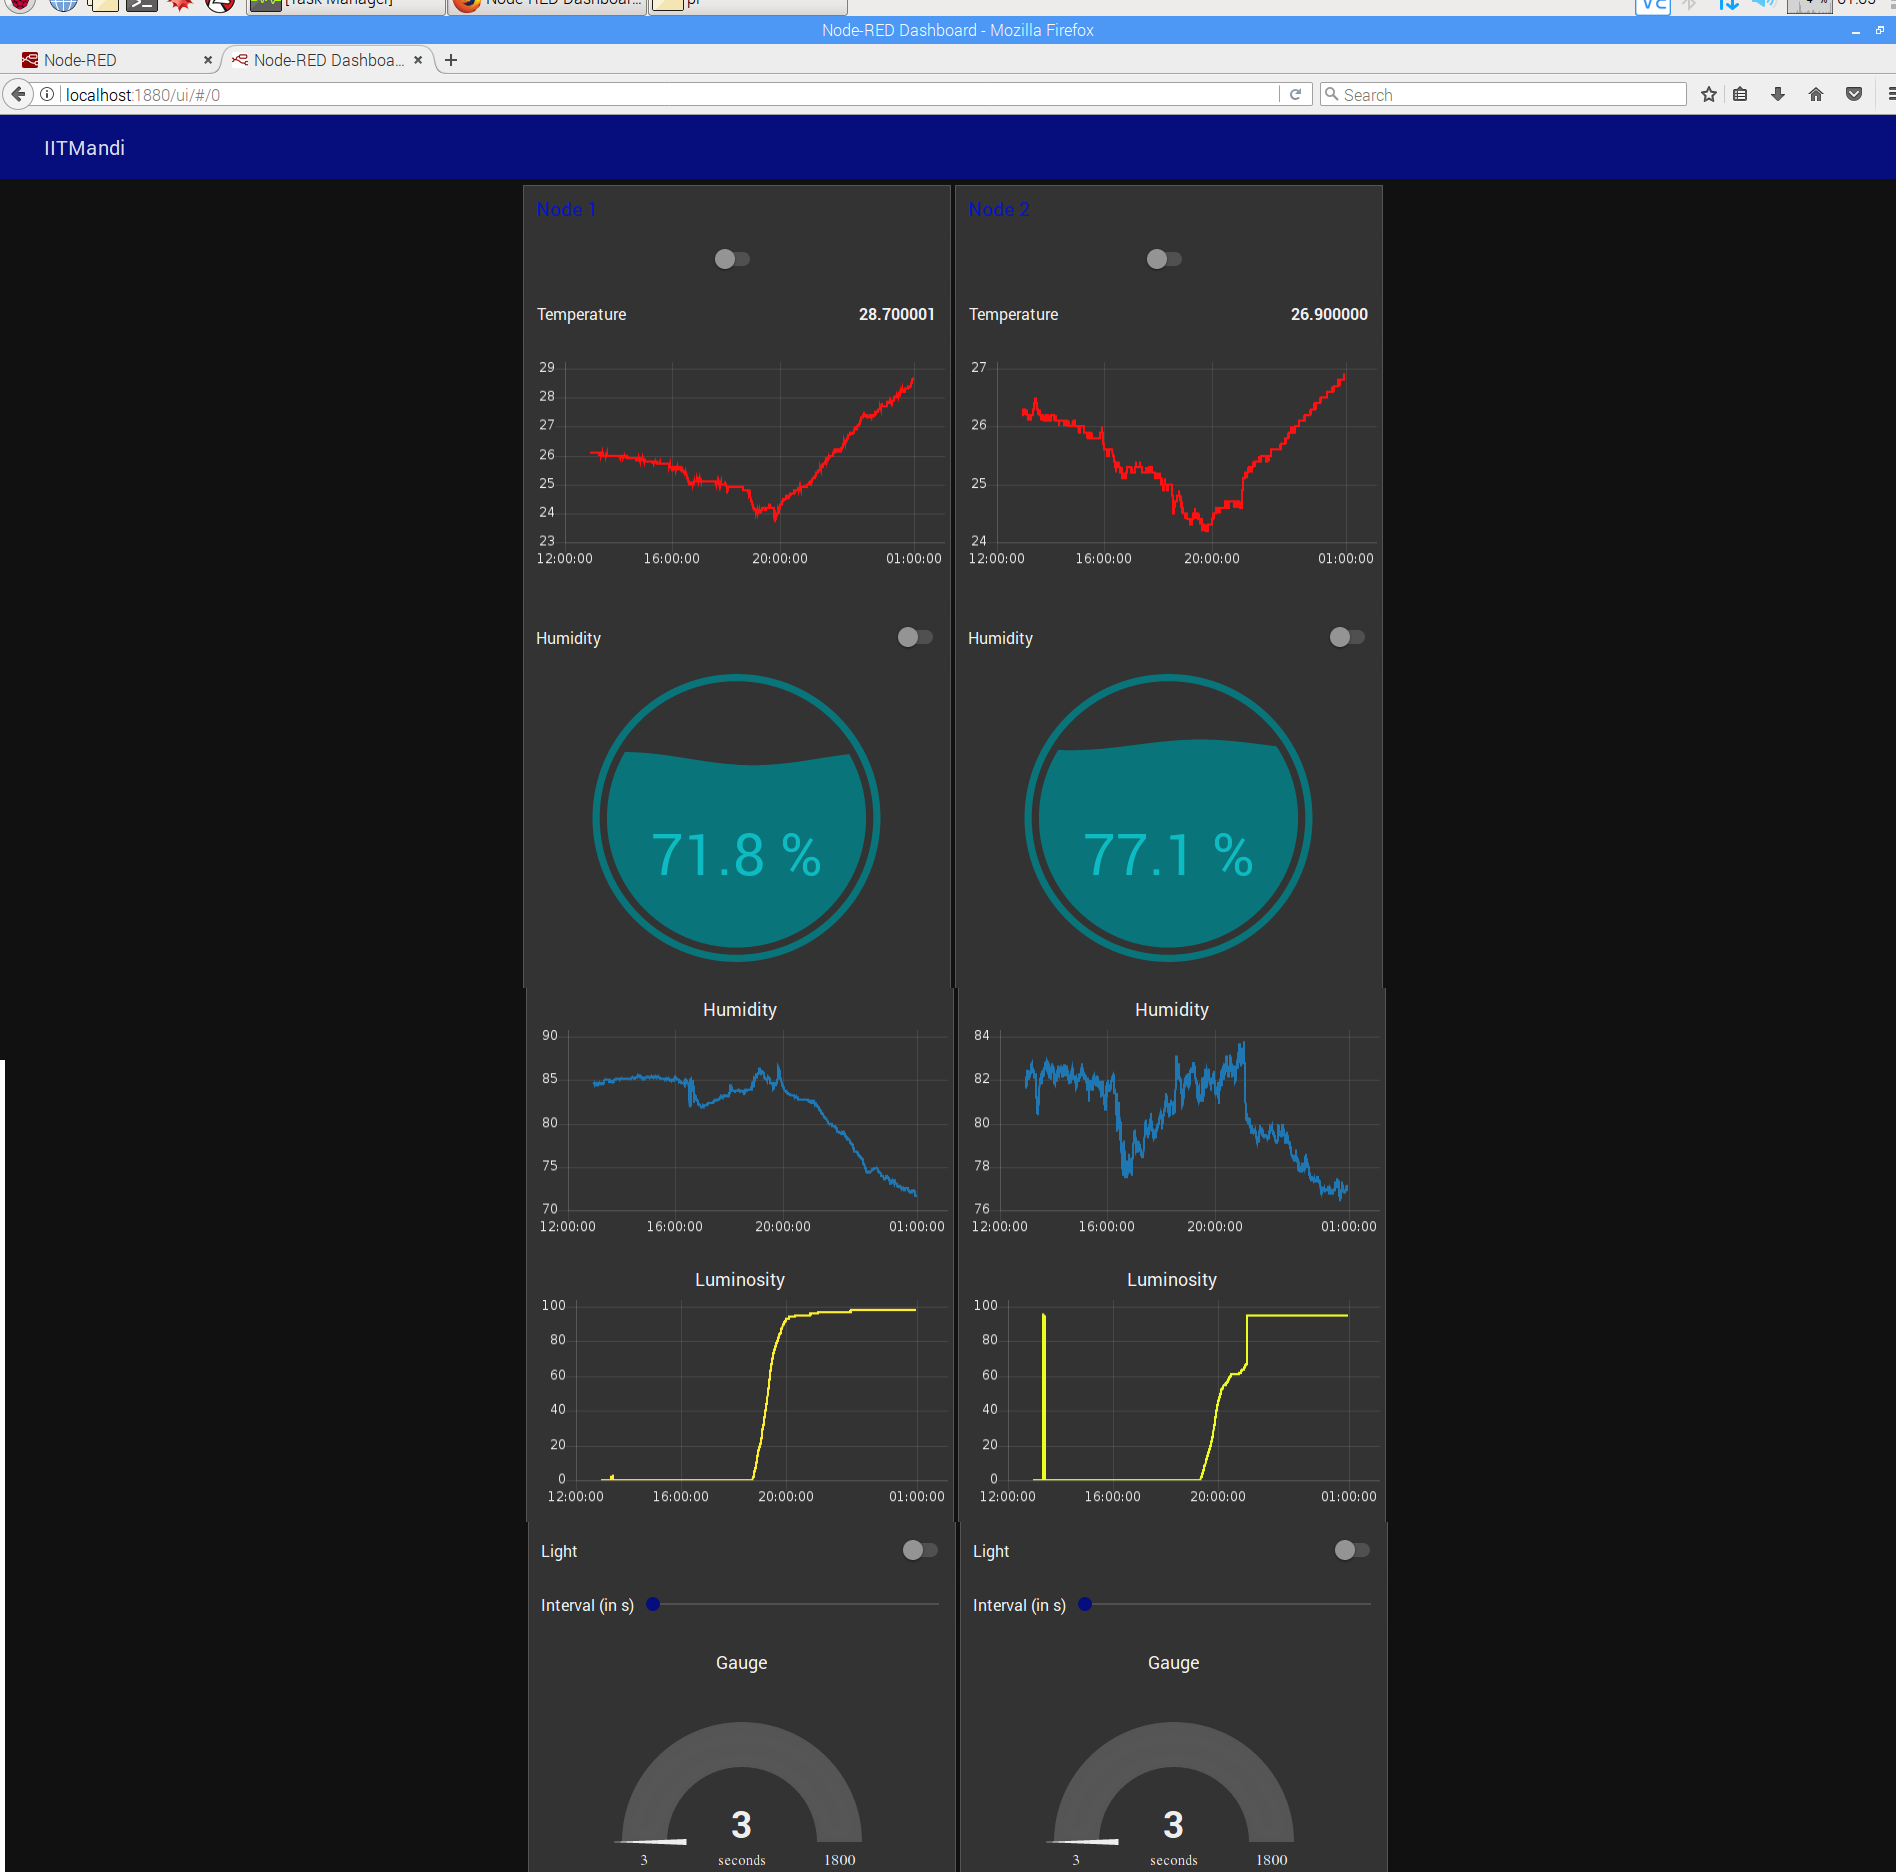 [Task Manager]
Node-RED Dashboar...
Node-RED Dashboard - Mozilla Firefox
Node-RED
Node-RED Dashboa...
localhost:1880/ui/#/0
Search
IITMandi
Node 1
Temperature 28.700001
29
28
27
26
25
24
23
12:00:00 16:00:00 20:00:00 01:00:00
Humidity
71.8 %
Humidity
90
85
80
75
70
12:00:00 16:00:00 20:00:00 01:00:00
Luminosity
100
80
60
40
20
0
12:00:00 16:00:00 20:00:00 01:00:00
Light
Interval (in s)
Gauge
3
3 seconds 1800
Node 2
Temperature 26.900000
27
26
25
24
12:00:00 16:00:00 20:00:00 01:00:00
Humidity
77.1 %
Humidity
84
82
80
78
76
12:00:00 16:00:00 20:00:00 01:00:00
Luminosity
100
80
60
40
20
0
12:00:00 16:00:00 20:00:00 01:00:00
Light
Interval (in s)
Gauge
3
3 seconds 1800